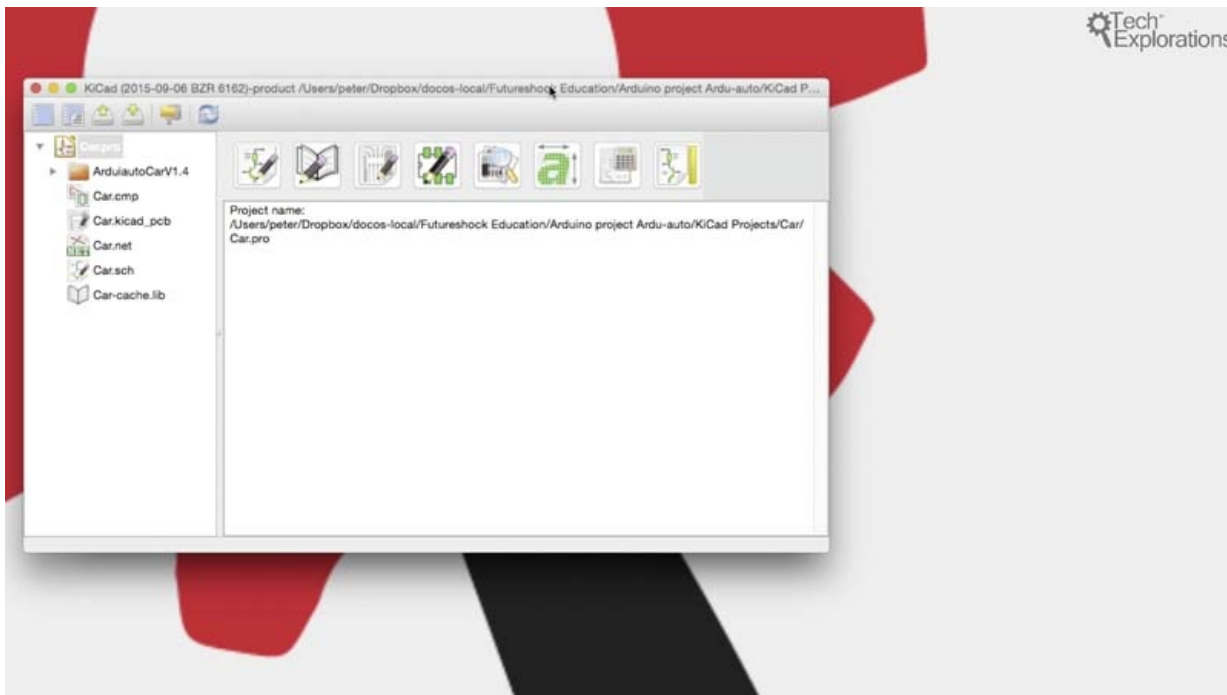 Tech™
Explorations
KiCad (2015-09-06 BZR 6162)-product /Users/peter/Dropbox/docos-local/Futureshock Education/Arduino project Ardu-auto/KiCad P...
Car.pro
ArduiautoCarV1.4
Car.cmp
Car.kicad_pcb
Car.net
Car.sch
Car-cache.lib
Project name:
/Users/peter/Dropbox/docos-local/Futureshock Education/Arduino project Ardu-auto/KiCad Projects/Car/
Car.pro